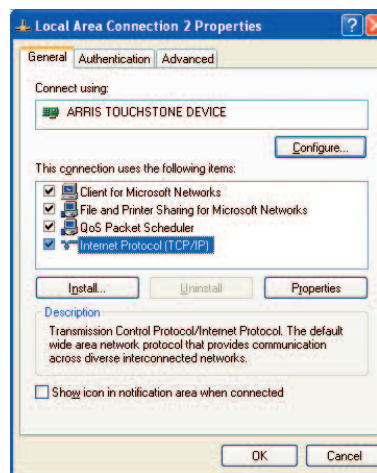 Local Area Connection 2 Properties
General Authentication Advanced
Connect using:
ARRIS TOUCHSTONE DEVICE
Configure...
This connection uses the following items:
Client for Microsoft Networks
File and Printer Sharing for Microsoft Networks
QoS Packet Scheduler
Internet Protocol (TCP/IP)
Install... Uninstall Properties
Description
Transmission Control Protocol/Internet Protocol. The default
wide area network protocol that provides communication
across diverse interconnected networks.
Show icon in notification area when connected
OK Cancel